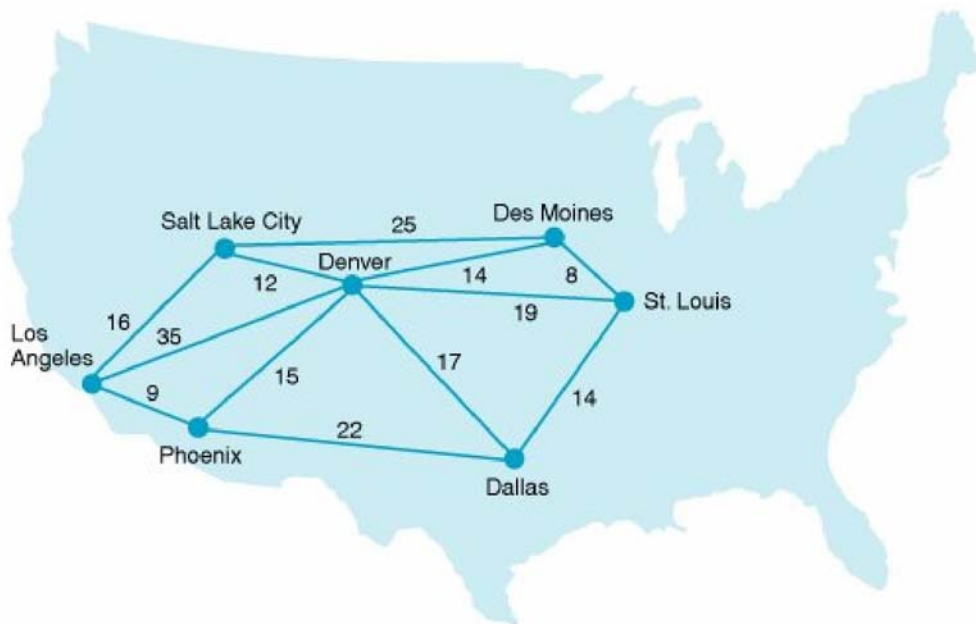 Salt Lake City
25
Des Moines
Denver
12
14
8
19
St. Louis
16
35
Los
Angeles
9
15
17
14
22
Phoenix
Dallas